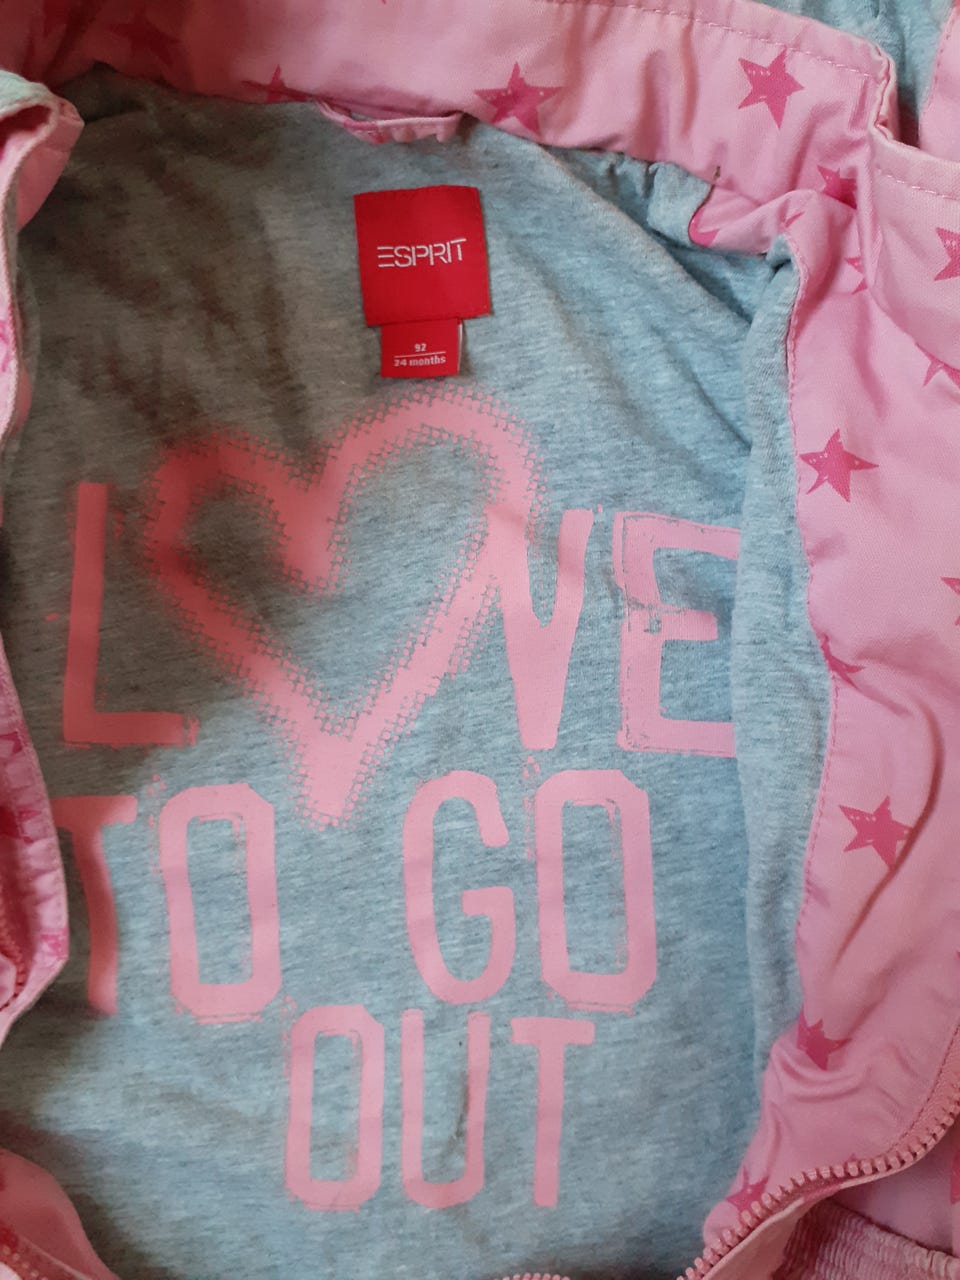 ESPRIT
92
24 months
LOVE
TO GO
OUT